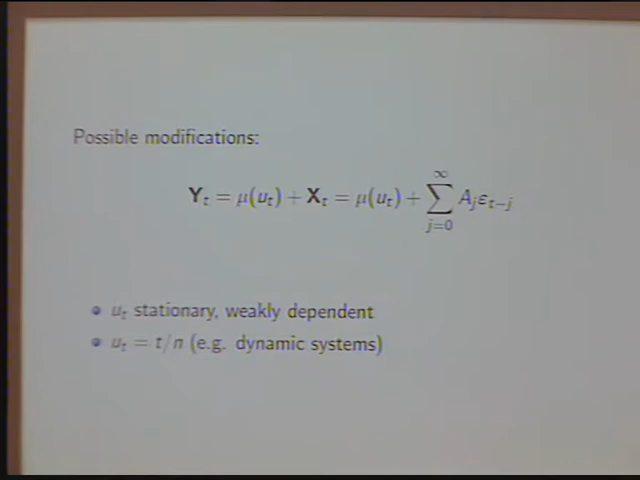 Possible modifications:
Y_t = μ(u_t) + X_t = μ(u_t) + ∑_{j=0}^{∞} A_j ε_{t−j}
• u_t stationary, weakly dependent
• u_t = t/n (e.g. dynamic systems)